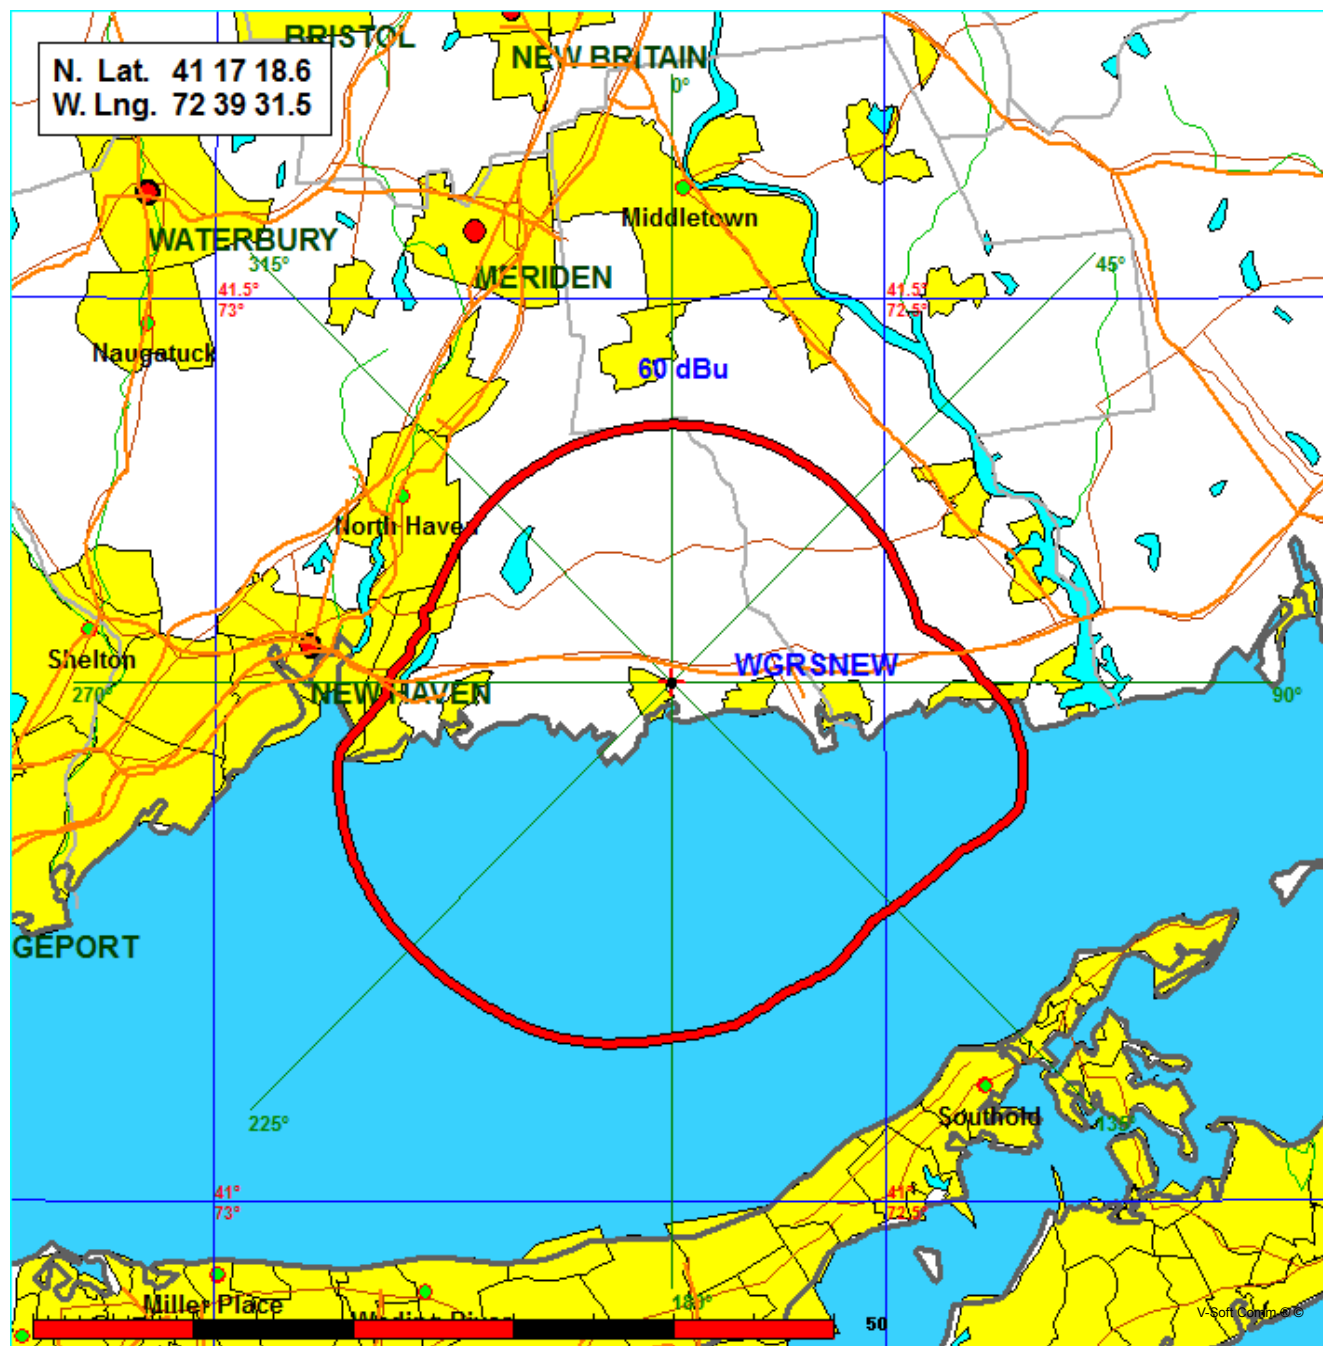 BRISTOL
NEW BRITAIN
N. Lat. 41 17 18.6
W. Lng. 72 39 31.5
0°
Middletown
WATERBURY
315°
45°
MERIDEN
41.5°
73°
41.5°
72.5°
Naugatuck
60 dBu
North Haven
Shelton
WGRSNEW
270°
NEW HAVEN
90°
GEPORT
Southold
225°
135°
41°
73°
41°
72.5°
Miller Place
180°
Wading River
50
V-Soft Comm ® ©